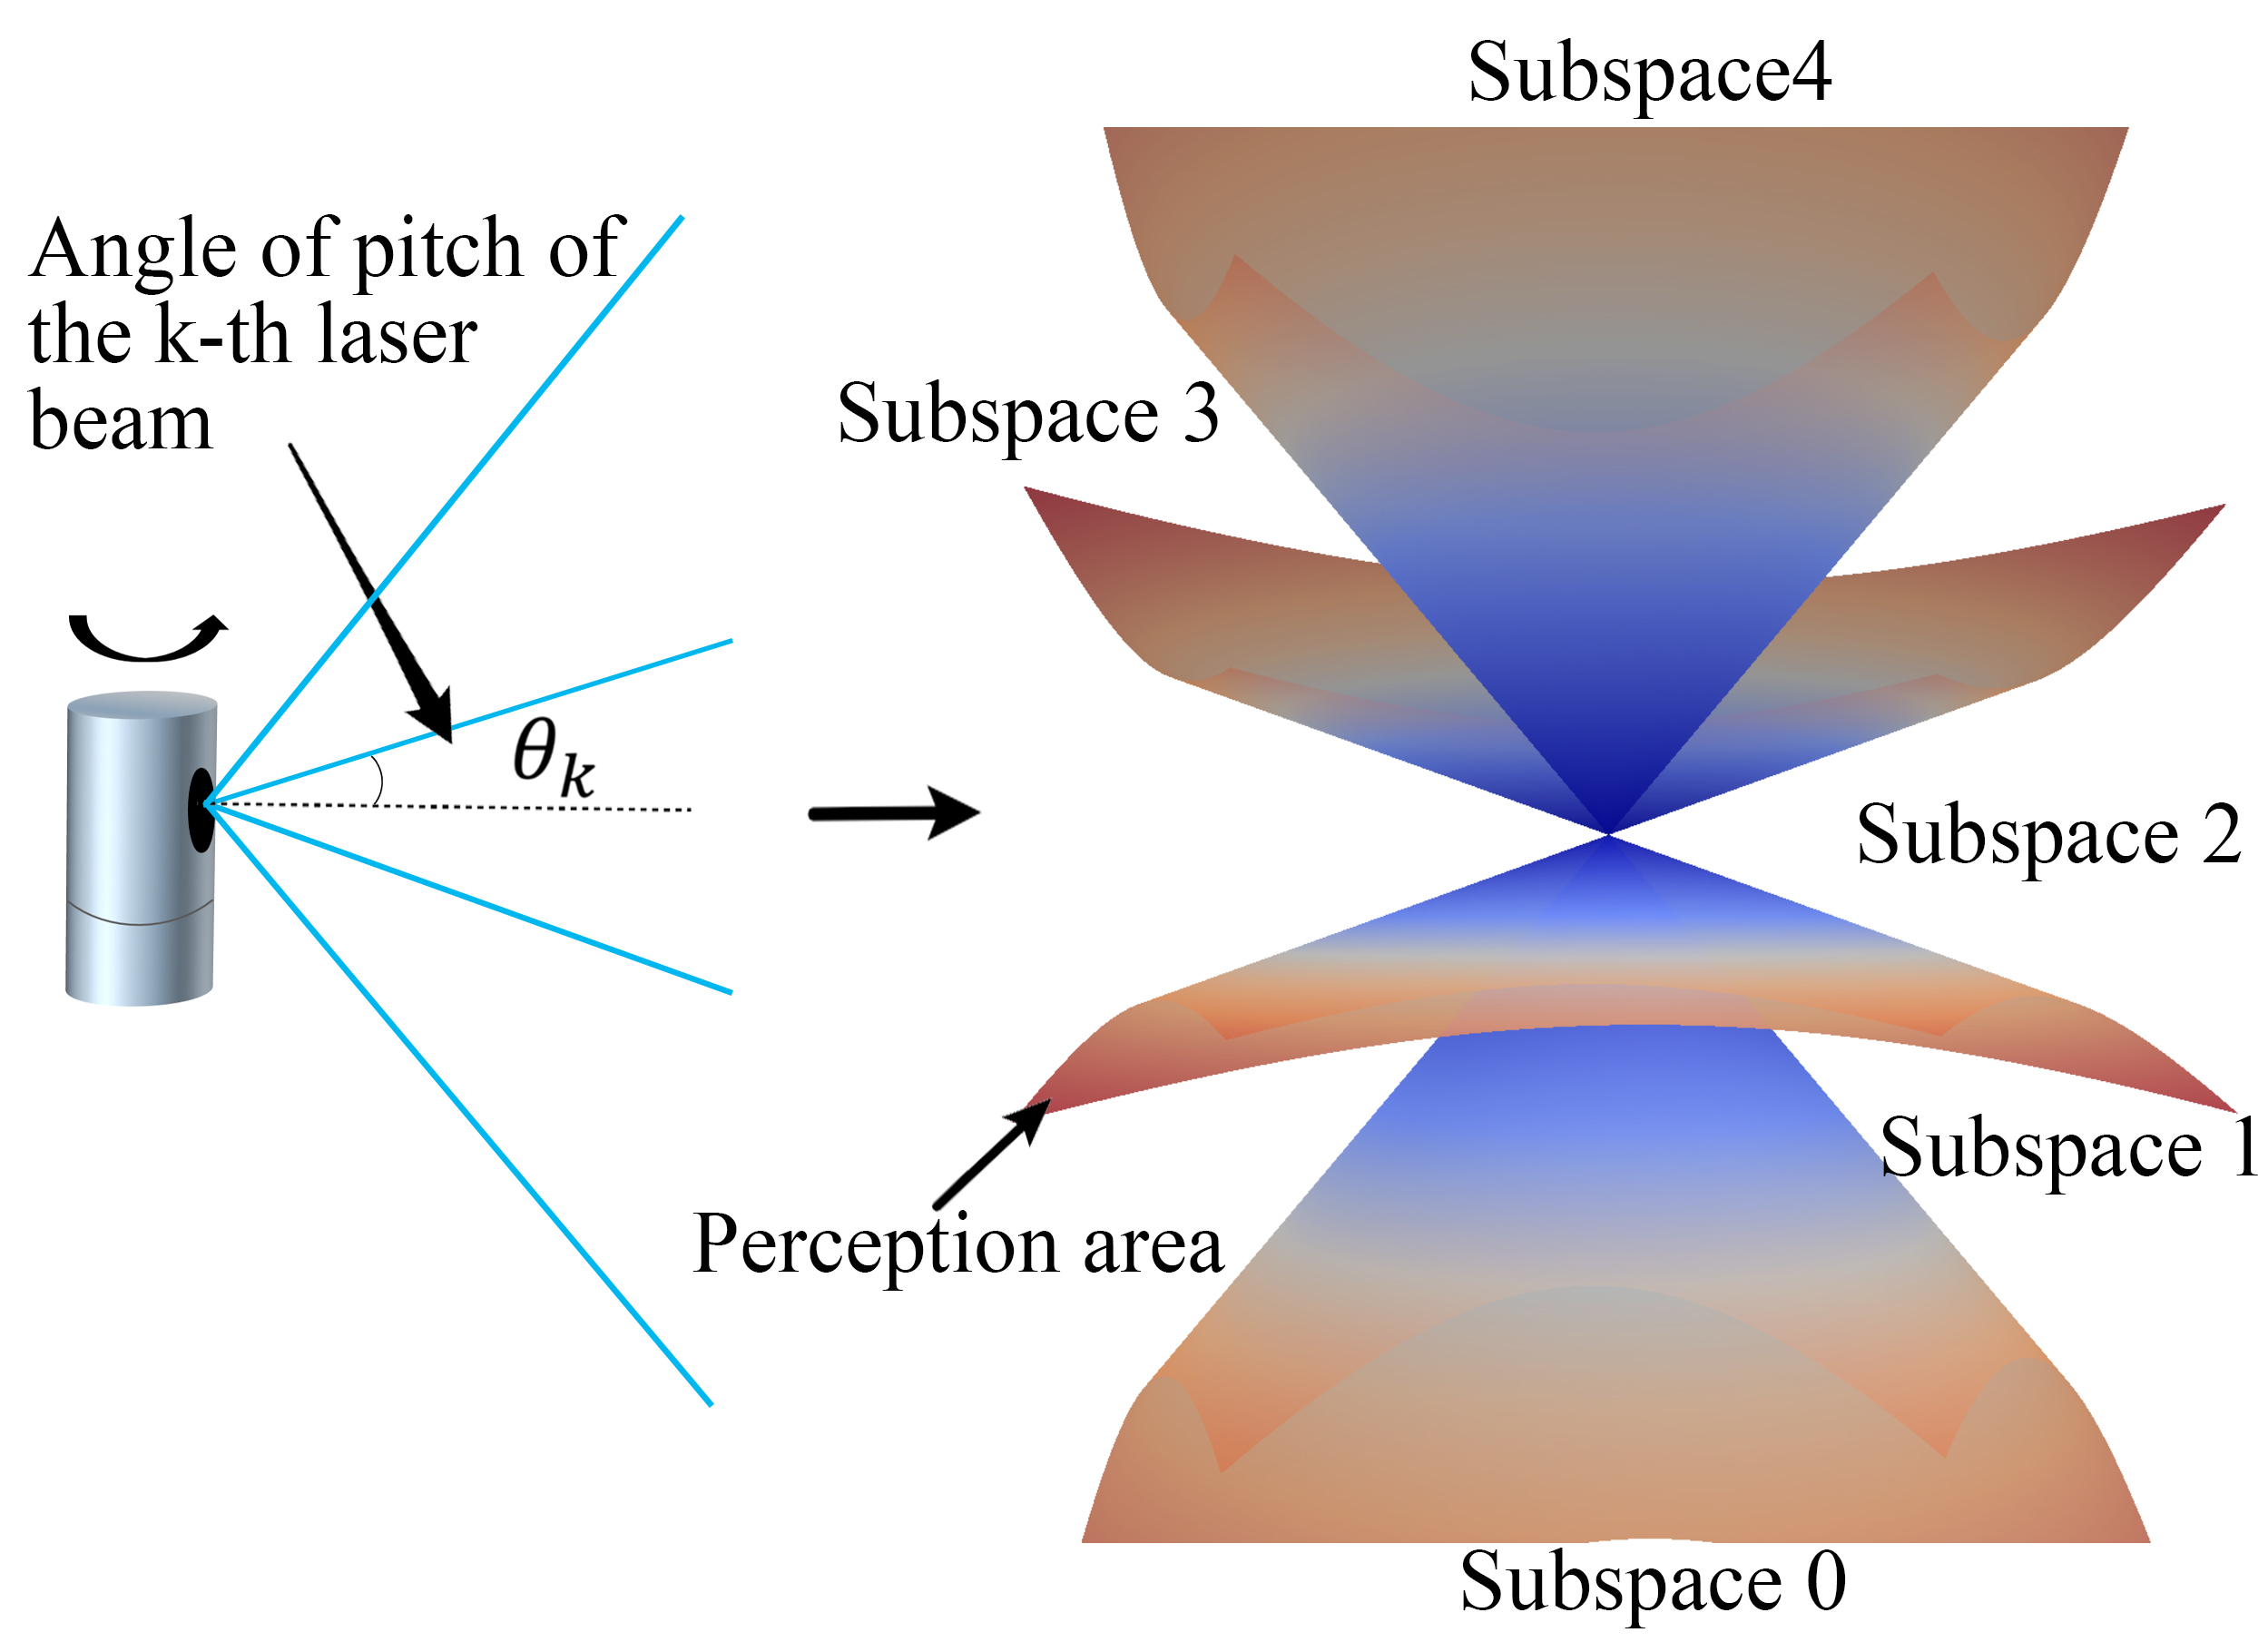 Subspace4
Angle of pitch of
the k-th laser
beam
Subspace 3
θk
Subspace 2
Subspace 1
Perception area
Subspace 0